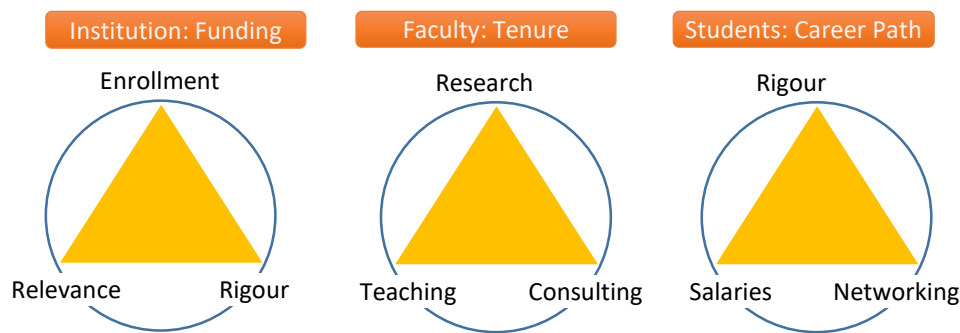 Institution: Funding
Faculty: Tenure
Students: Career Path
Enrollment
Research
Rigour
Relevance
Rigour
Teaching
Consulting
Salaries
Networking